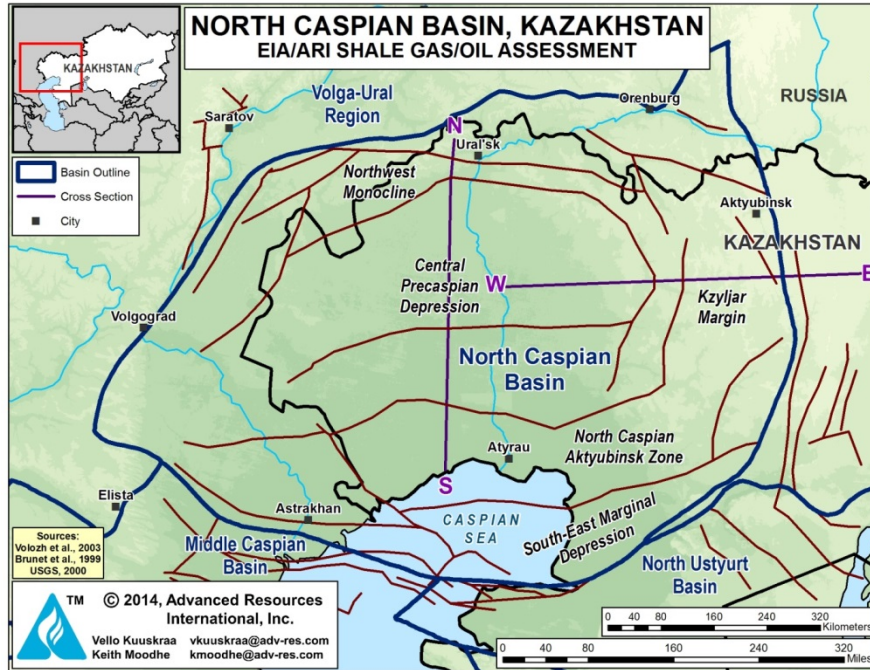 NORTH CASPIAN BASIN, KAZAKHSTAN
EIA/ARI SHALE GAS/OIL ASSESSMENT
KAZAKHSTAN
Basin Outline
Cross Section
City
Volga-Ural
Region
Saratov
Orenburg
RUSSIA
N
Ural'sk
Northwest
Monocline
Aktyubinsk
KAZAKHSTAN
Central
Precaspian
Depression
W
E
Kzyljar
Margin
Volgograd
North Caspian
Basin
Atyrau
North Caspian
Aktyubinsk Zone
S
Elista
Astrakhan
CASPIAN
SEA
South-East Marginal
Depression
Middle Caspian
Basin
North Ustyurt
Basin
Sources:
Volozh et al., 2003
Brunet et al., 1999
USGS, 2000
TM
© 2014, Advanced Resources
International, Inc.
Vello Kuuskraa vkuuskraa@adv-res.com
Keith Moodhe kmoodhe@adv-res.com
0 40 80 160 240 320
Kilometers
0 40 80 160 240 320
Miles